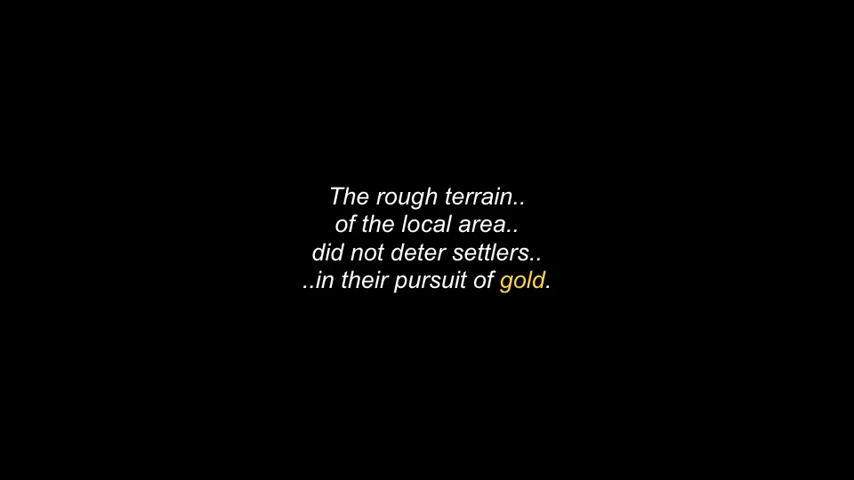 The rough terrain..
of the local area..
did not deter settlers..
..in their pursuit of gold.